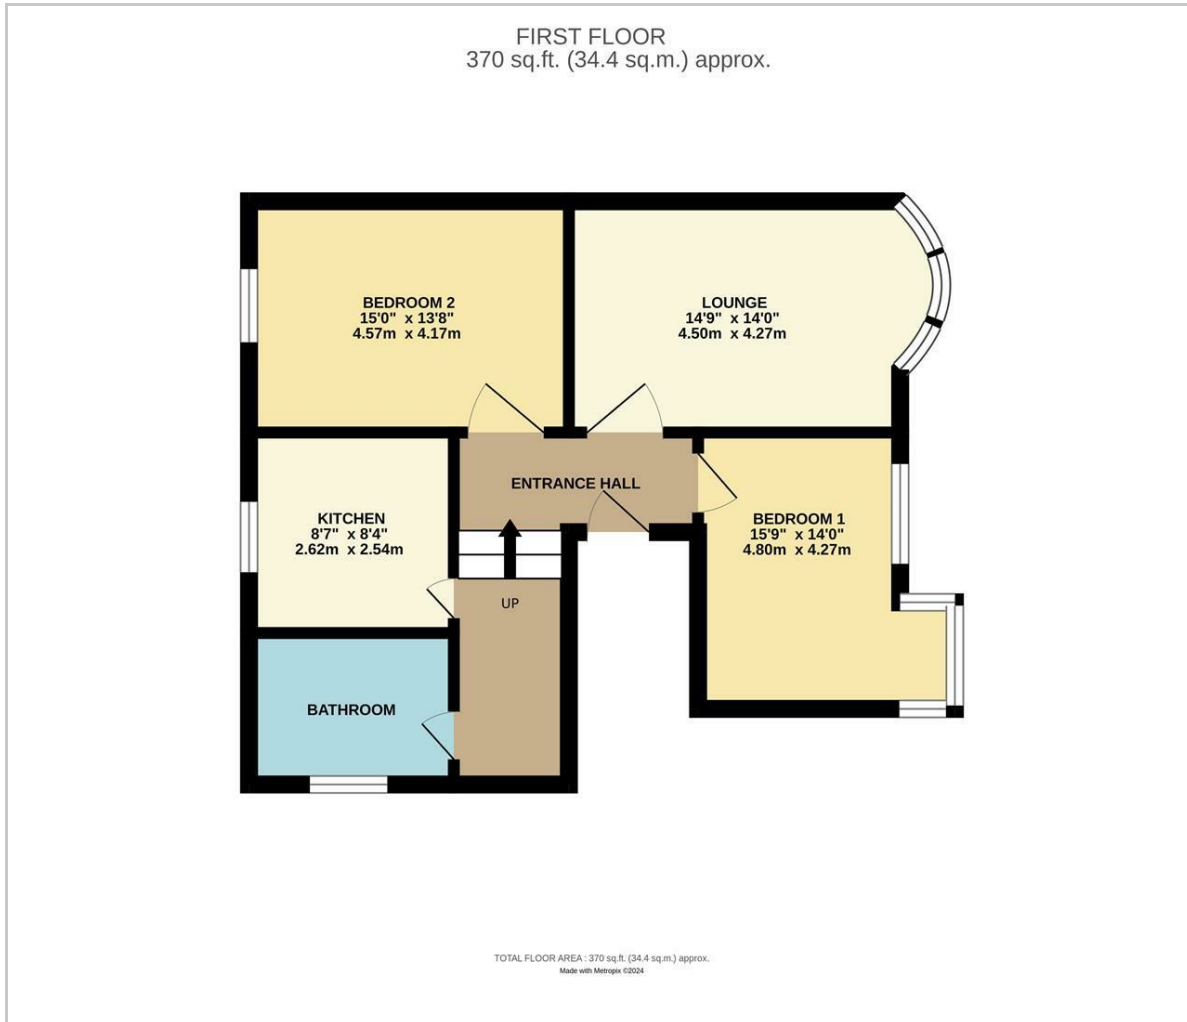 FIRST FLOOR
370 sq.ft. (34.4 sq.m.) approx.
BEDROOM 2
15'0" x 13'8"
4.57m x 4.17m
LOUNGE
14'9" x 14'0"
4.50m x 4.27m
ENTRANCE HALL
KITCHEN
8'7" x 8'4"
2.62m x 2.54m
BEDROOM 1
15'9" x 14'0"
4.80m x 4.27m
UP
BATHROOM
TOTAL FLOOR AREA : 370 sq.ft. (34.4 sq.m.) approx.
Made with Metropix ©2024